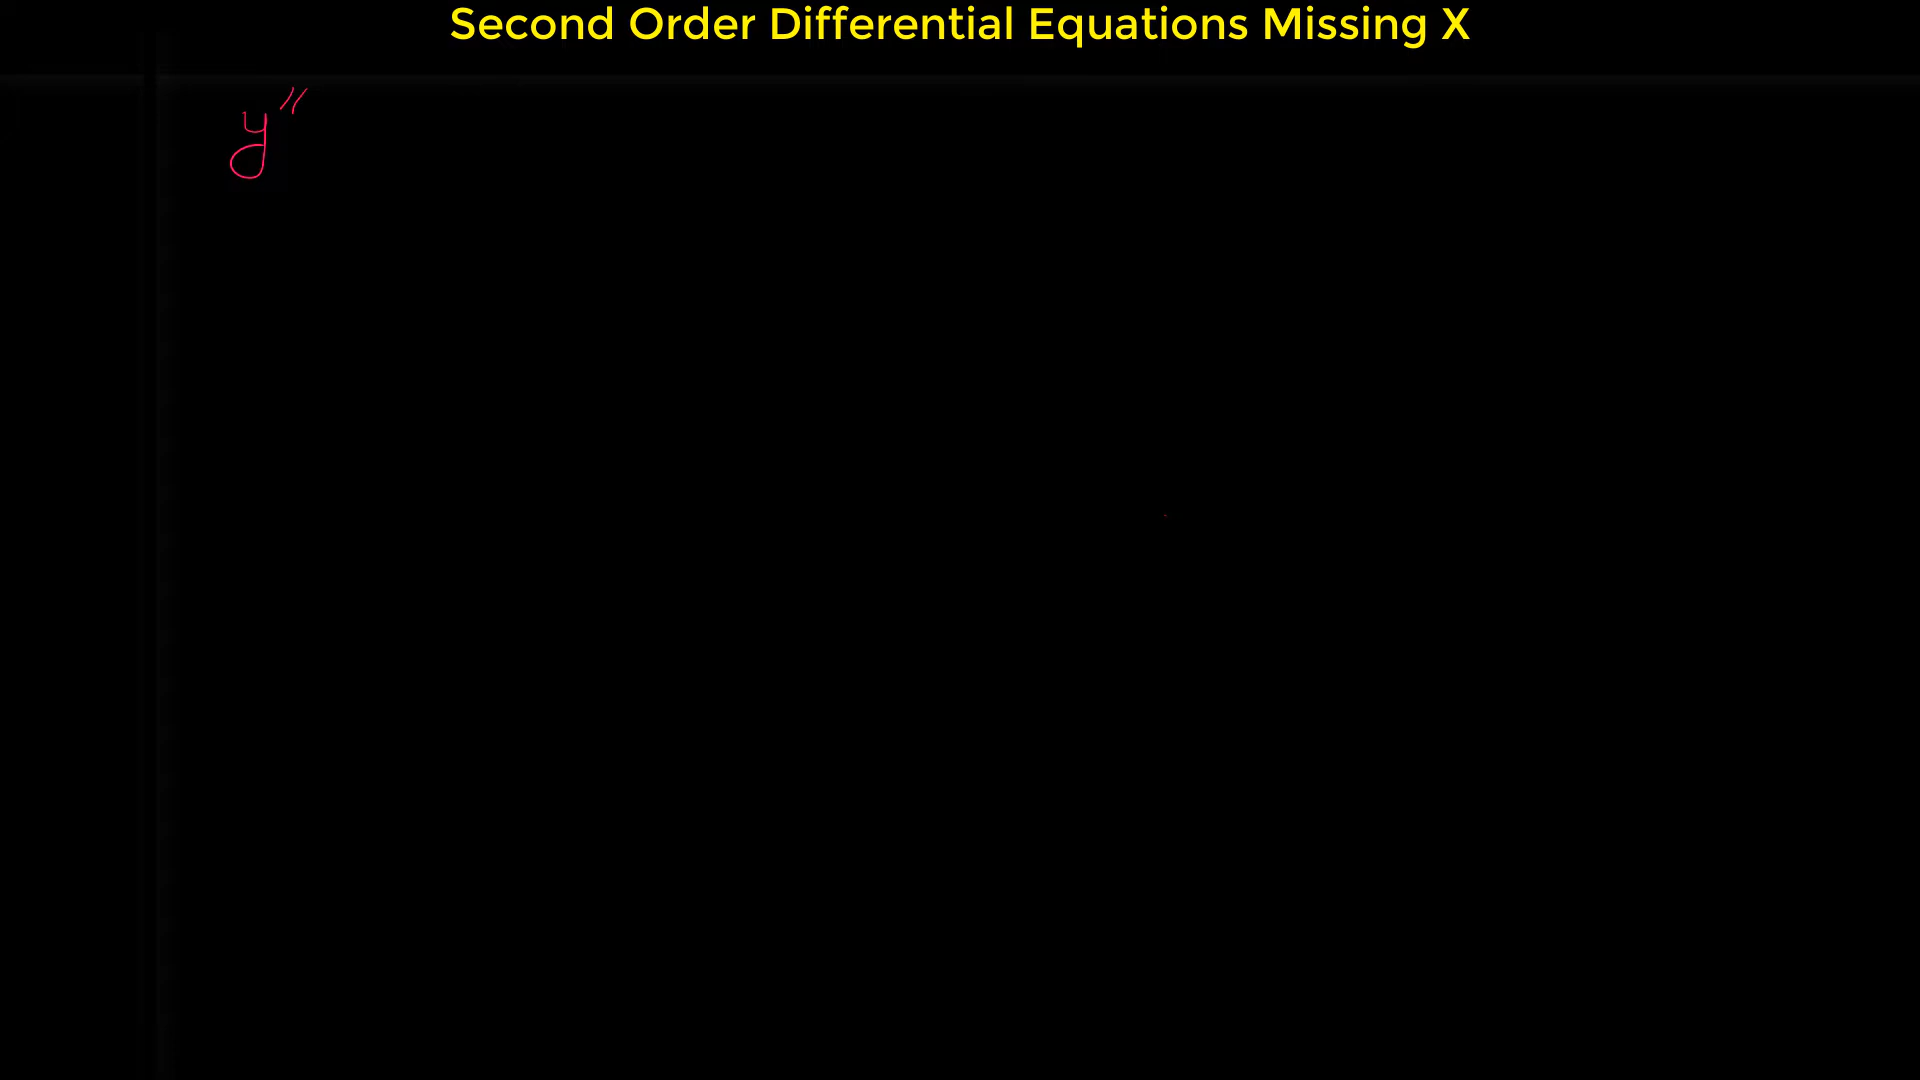 Second Order Differential Equations Missing X
y"